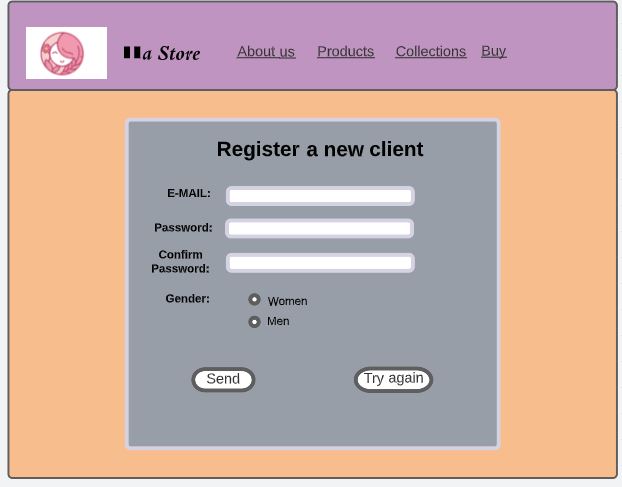 a Store
About us
Products
Collections
Buy
Register a new client
E-MAIL:
Password:
Confirm
Password:
Gender:
Women
Men
Send
Try again